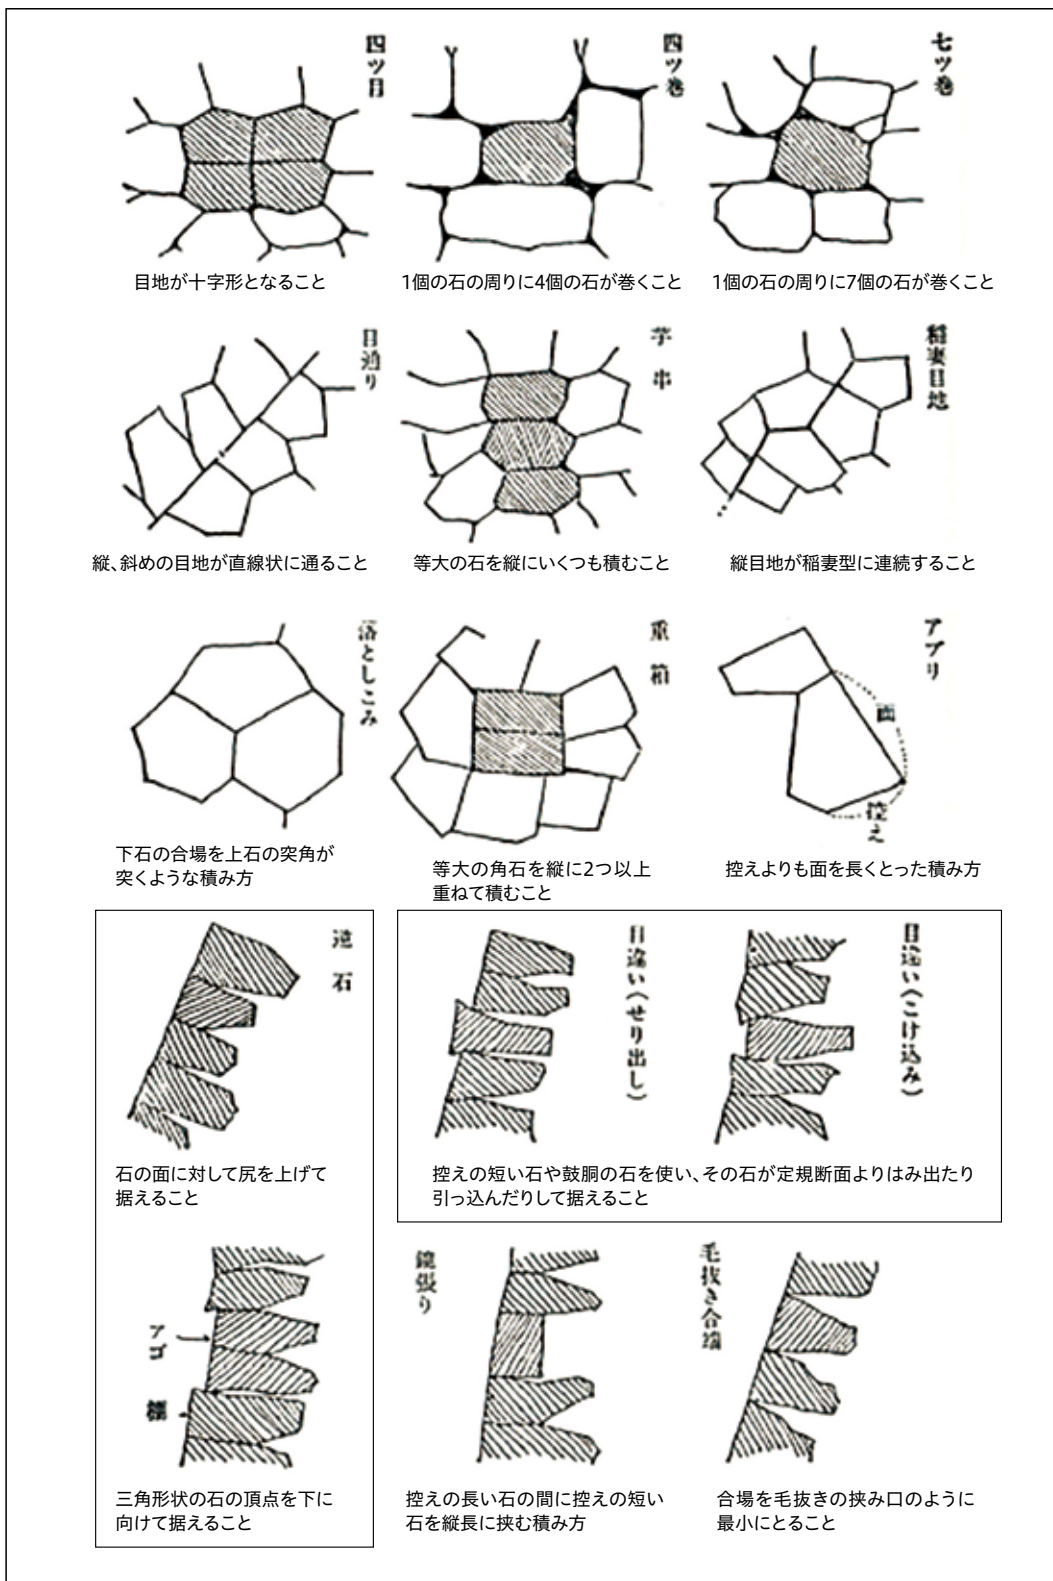 四ツ目
目地が十字形となること
四ツ巻
1個の石の周りに4個の石が巻くこと
七ツ巻
1個の石の周りに7個の石が巻くこと
目通り
縦、斜めの目地が直線状に通ること
芋串
等大の石を縦にいくつも積むこと
稲妻目地
縦目地が稲妻型に連続すること
落としこみ
下石の合場を上石の突角が
突くような積み方
重箱
等大の角石を縦に2つ以上
重ねて積むこと
アブリ
面
控え
控えよりも面を長くとった積み方
逆石
石の面に対して尻を上げて
据えること
目違い(せり出し)
目違い(こけ込み)
控えの短い石や鼓胴の石を使い、その石が定規断面よりはみ出たり
引っ込んだりして据えること
アゴ
棚
三角形状の石の頂点を下に
向けて据えること
鏡張り
控えの長い石の間に控えの短い
石を縦長に挟む積み方
毛抜き合端
合場を毛抜きの挟み口のように
最小にとること